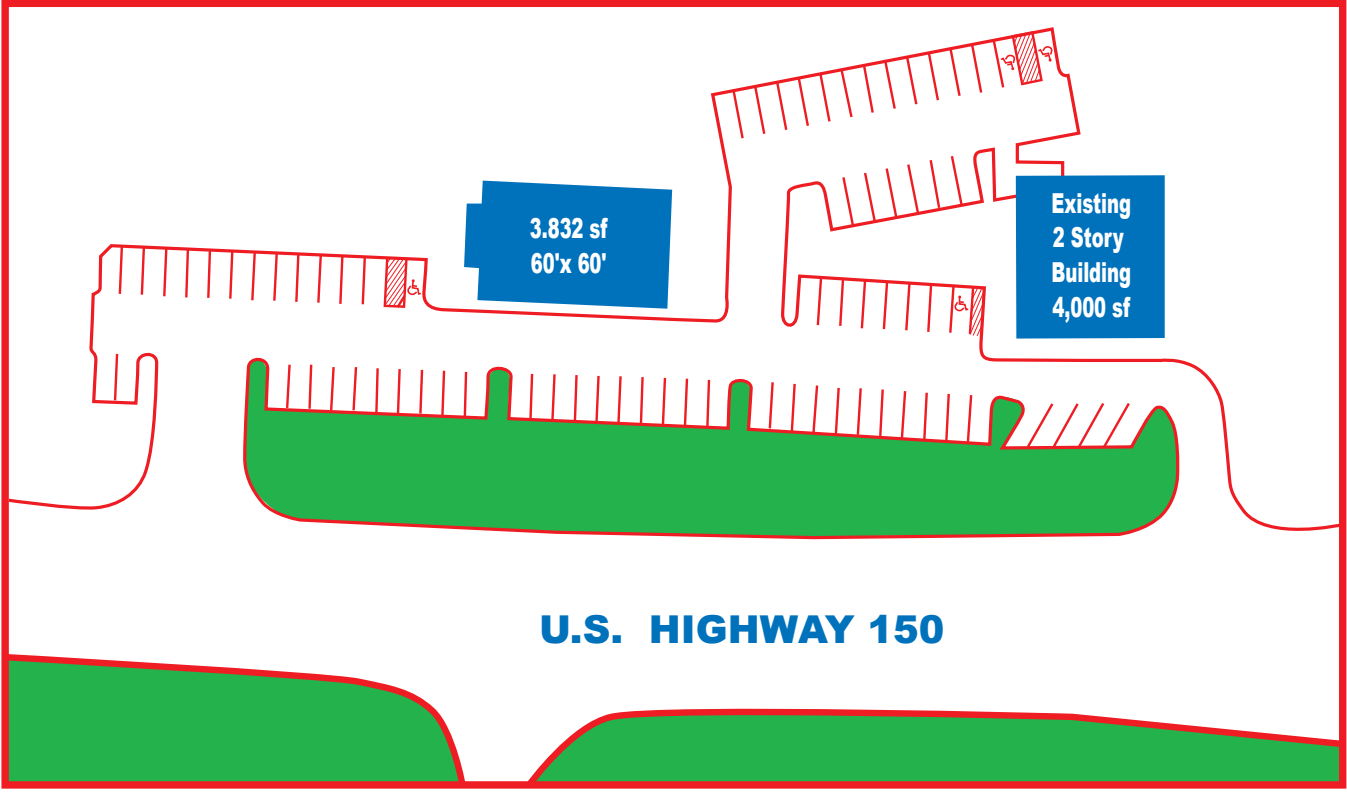 3.832 sf
60'x 60'
Existing
2 Story
Building
4,000 sf
U.S. HIGHWAY 150